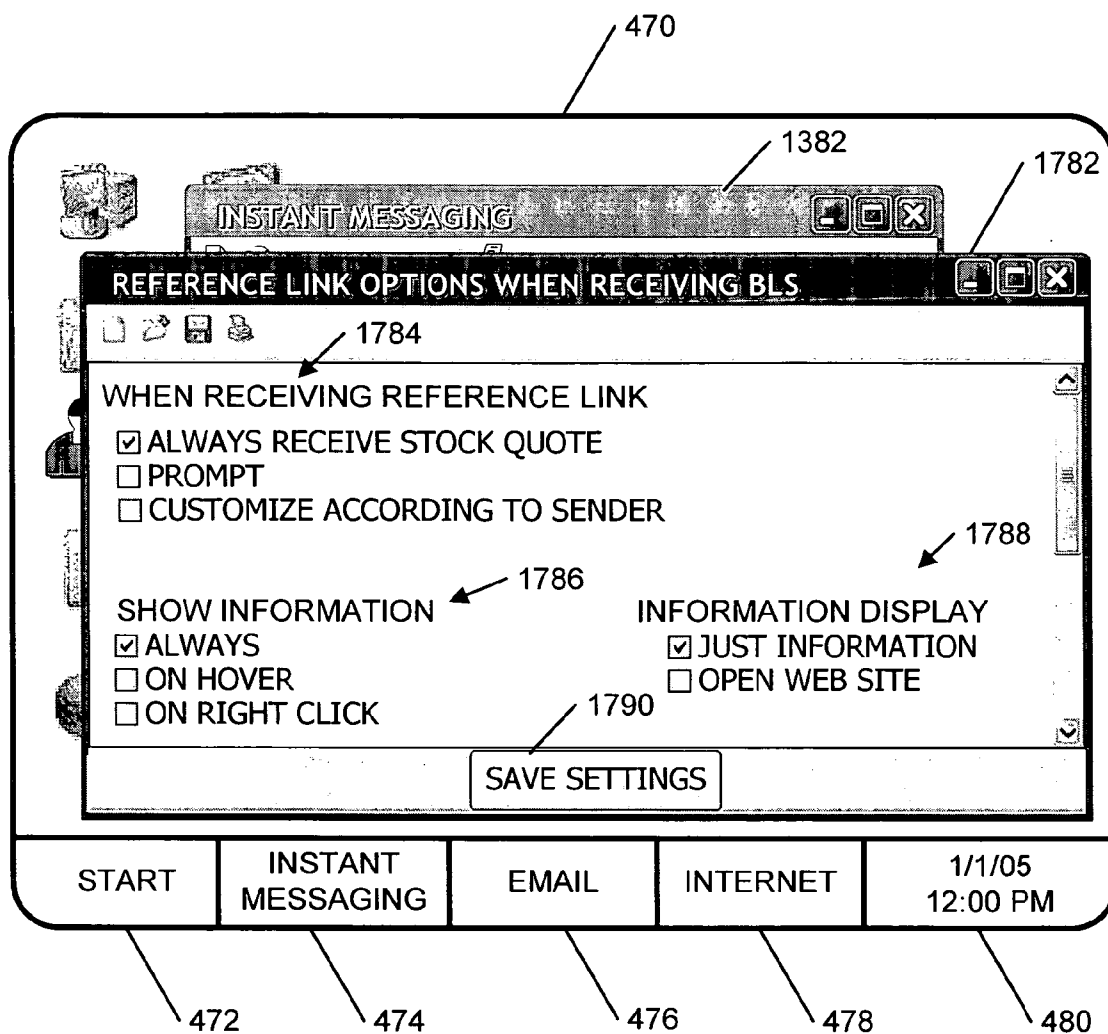 470
1382
1782
INSTANT MESSAGING
REFERENCE LINK OPTIONS WHEN RECEIVING BLS
1784
WHEN RECEIVING REFERENCE LINK
ALWAYS RECEIVE STOCK QUOTE
PROMPT
CUSTOMIZE ACCORDING TO SENDER
1788
1786
SHOW INFORMATION
ALWAYS
ON HOVER
ON RIGHT CLICK
INFORMATION DISPLAY
JUST INFORMATION
OPEN WEB SITE
1790
SAVE SETTINGS
START
INSTANT
MESSAGING
EMAIL
INTERNET
1/1/05
12:00 PM
472
474
476
478
480